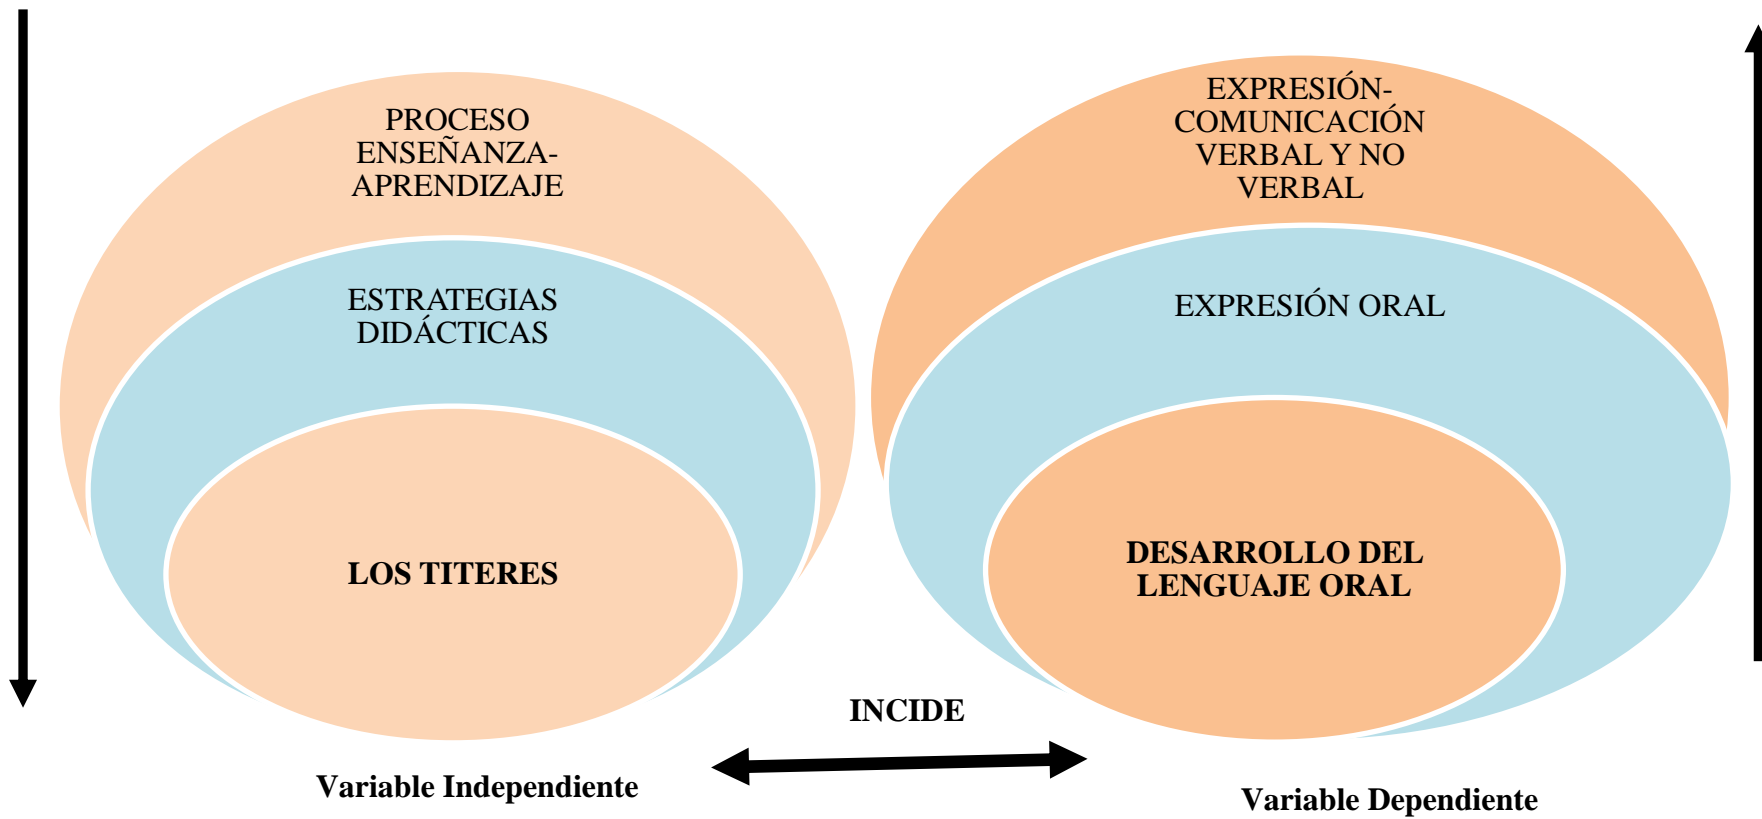 PROCESO
ENSEÑANZA-
APRENDIZAJE
ESTRATEGIAS
DIDÁCTICAS
LOS TITERES
Variable Independiente
INCIDE
EXPRESIÓN-
COMUNICACIÓN
VERBAL Y NO
VERBAL
EXPRESIÓN ORAL
DESARROLLO DEL
LENGUAJE ORAL
Variable Dependiente